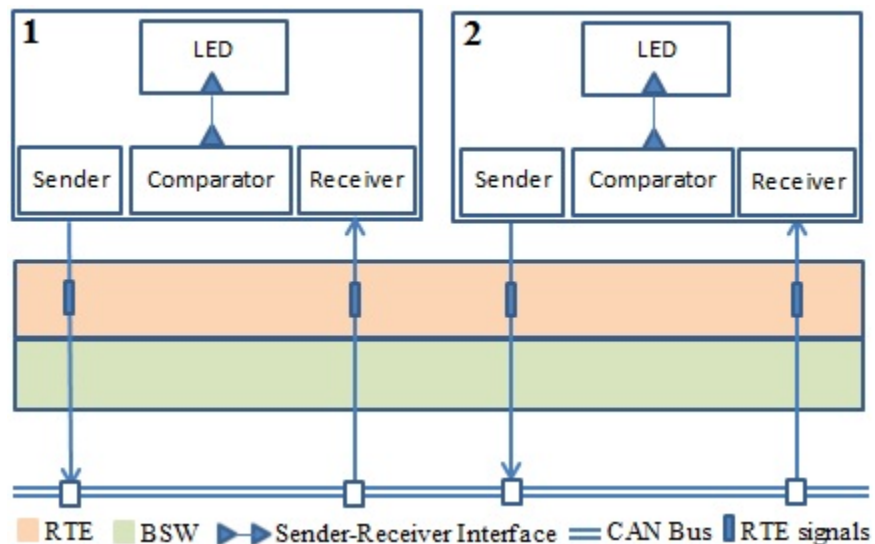 1
LED
Sender
Comparator
Receiver
2
LED
Sender
Comparator
Receiver
RTE
BSW
Sender-Receiver Interface
CAN Bus
RTE signals